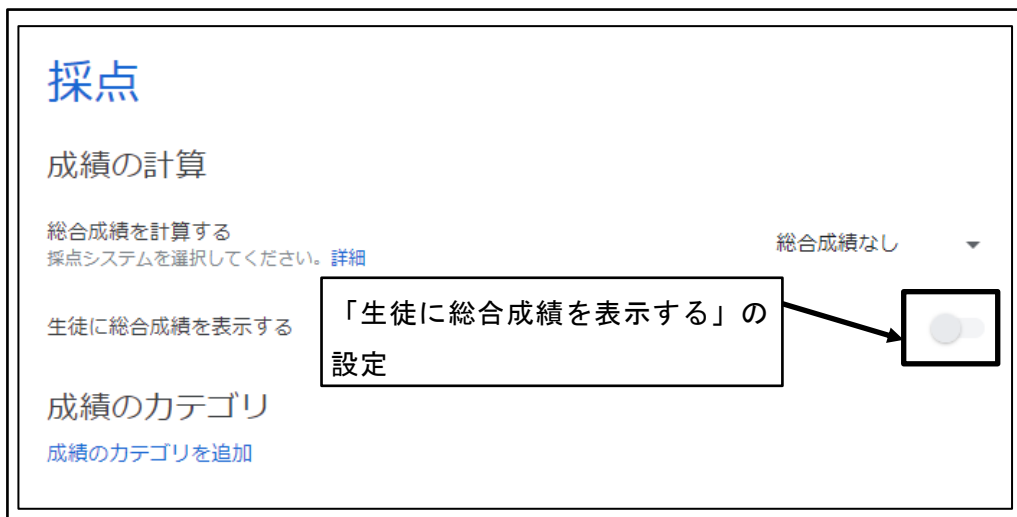 採点
成績の計算
総合成績を計算する
採点システムを選択してください。詳細
総合成績なし
生徒に総合成績を表示する
「生徒に総合成績を表示する」の
設定
成績のカテゴリ
成績のカテゴリを追加